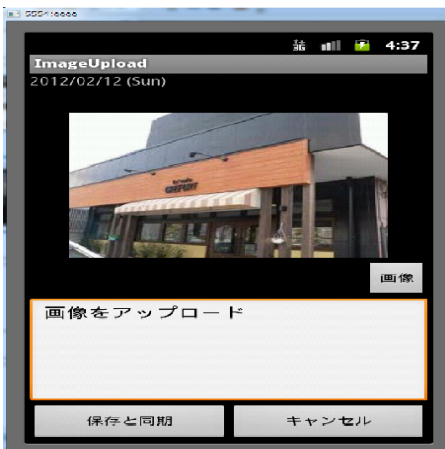 5554:aaaa
4:37
ImageUpload
2012/02/12 (Sun)
画像
画像をアップロード
保存と同期
キャンセル